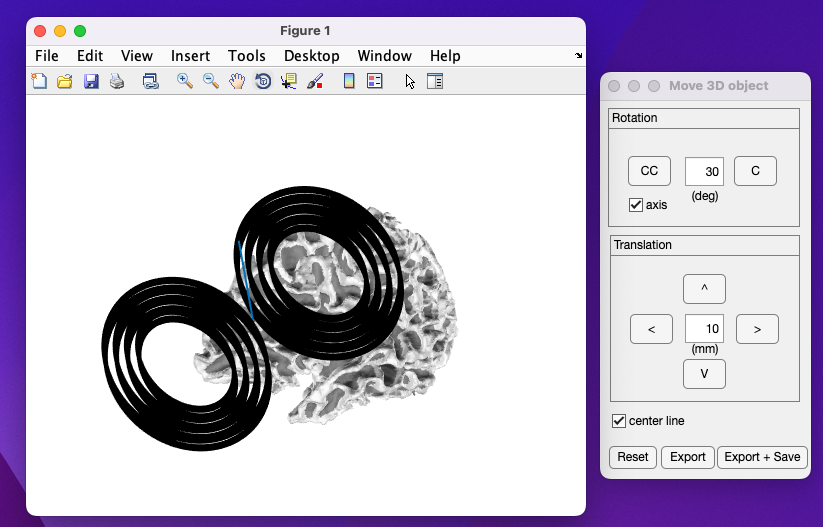 Figure 1
File Edit View Insert Tools Desktop Window Help
Move 3D object
Rotation
CC 30 C
(deg)
axis
Translation
^
< 10 >
(mm)
V
center line
Reset Export Export + Save